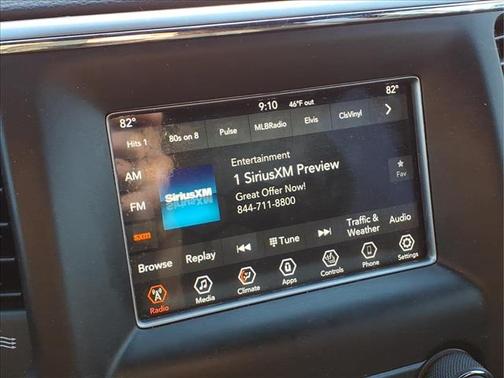 82° 9:10 46°F out 82°
Hits 1 80s on 8 Pulse MLBRadio Elvis ClsVinyl
AM
FM
sxm
SiriusXM
Entertainment
1 SiriusXM Preview
Great Offer Now!
844-711-8800
Fav
Browse Replay Tune Traffic & Weather Audio
Radio Media Climate Apps Controls Phone Settings